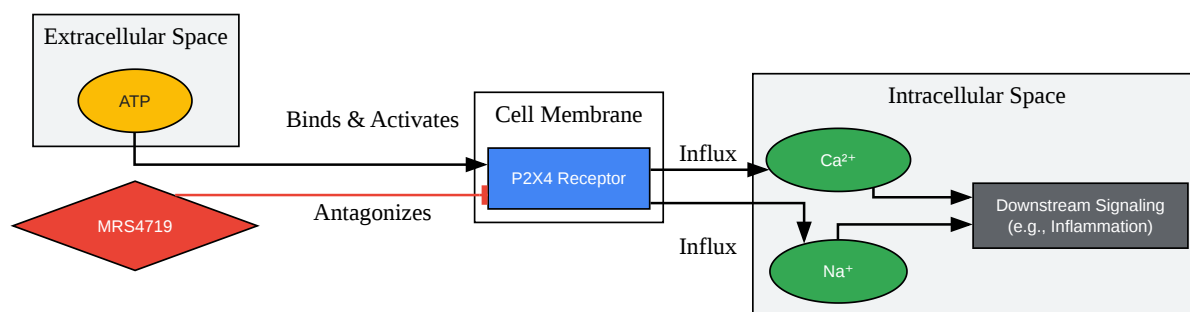 Extracellular Space
ATP
Binds & Activates
MRS4719
Antagonizes
Cell Membrane
P2X4 Receptor
Influx
Influx
Intracellular Space
Ca²⁺
Na⁺
Downstream Signaling
(e.g., Inflammation)